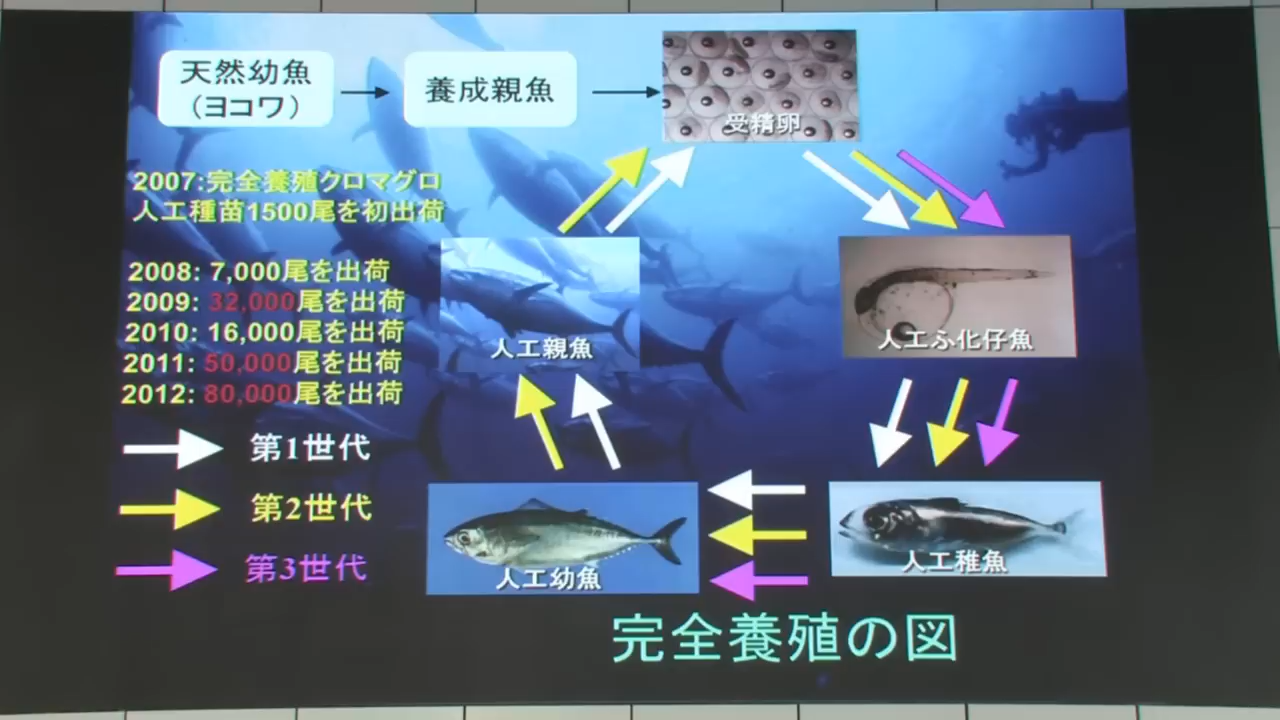 天然幼魚
(ヨコワ)
養成親魚
受精卵
2007:完全養殖クロマグロ
人工種苗1500尾を初出荷
2008: 7,000尾を出荷
2009: 32,000尾を出荷
2010: 16,000尾を出荷
2011: 50,000尾を出荷
2012: 80,000尾を出荷
人工親魚
人工ふ化仔魚
第1世代
第2世代
第3世代
人工幼魚
人工稚魚
完全養殖の図